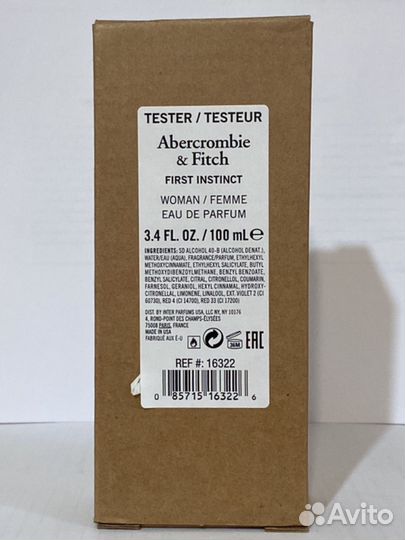 TESTER / TESTEUR
Abercrombie
& Fitch
FIRST INSTINCT
WOMAN / FEMME
EAU DE PARFUM
3.4 FL. OZ. / 100 mL℮
INGREDIENTS: SD ALCOHOL 40-B (ALCOHOL DENAT.),
WATER/EAU (AQUA), FRAGRANCE/PARFUM, ETHYLHEXYL
METHOXYCINNAMATE, ETHYLHEXYL SALICYLATE, BUTYL
METHOXYDIBENZOYLMETHANE, BENZYL BENZOATE,
BENZYL SALICYLATE, CITRAL, CITRONELLOL, COUMARIN,
FARNESOL, GERANIOL, HEXYL CINNAMAL, HYDROXY-
CITRONELLAL, LIMONENE, LINALOOL, EXT. VIOLET 2 (CI
60730), RED 4 (CI 14700), RED 33 (CI 17200)
DIST. BY INTER PARFUMS USA, LLC NY, NY 10176
4, ROND-POINT DES CHAMPS-ELYSÉES
75008 PARIS, FRANCE
MADE IN USA
FABRIQUÉ AUX É-U
36M
EAC
REF #: 16322
0 85715 16322 6
Avito